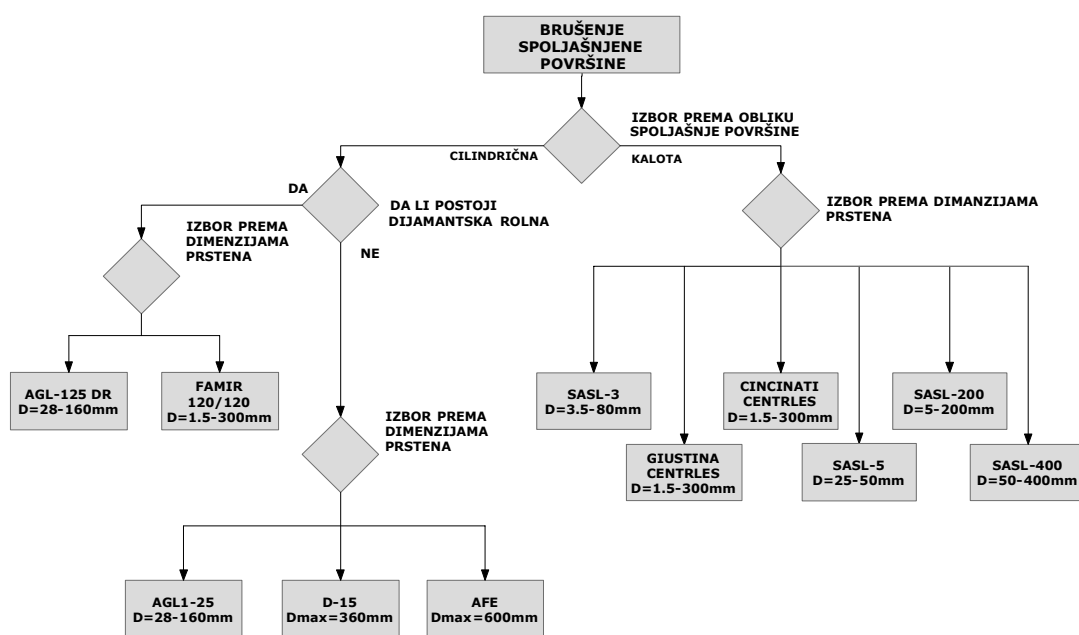 BRUŠENJE
SPOLJAŠNJENE
POVRŠINE
IZBOR PREMA OBLIKU
SPOLJAŠNJE POVRŠINE
CILINDRIČNA
KALOTA
DA
DA LI POSTOJI
DIJAMANTSKA ROLNA
IZBOR PREMA DIMANZIJAMA
PRSTENA
IZBOR PREMA
DIMENZIJAMA
PRSTENA
NE
AGL-125 DR
D=28-160mm
FAMIR
120/120
D=1.5-300mm
SASL-3
D=3.5-80mm
CINCINATI
CENTRLES
D=1.5-300mm
SASL-200
D=5-200mm
IZBOR PREMA
DIMENZIJAMA
PRSTENA
GIUSTINA
CENTRLES
D=1.5-300mm
SASL-5
D=25-50mm
SASL-400
D=50-400mm
AGL1-25
D=28-160mm
D-15
Dmax=360mm
AFE
Dmax=600mm